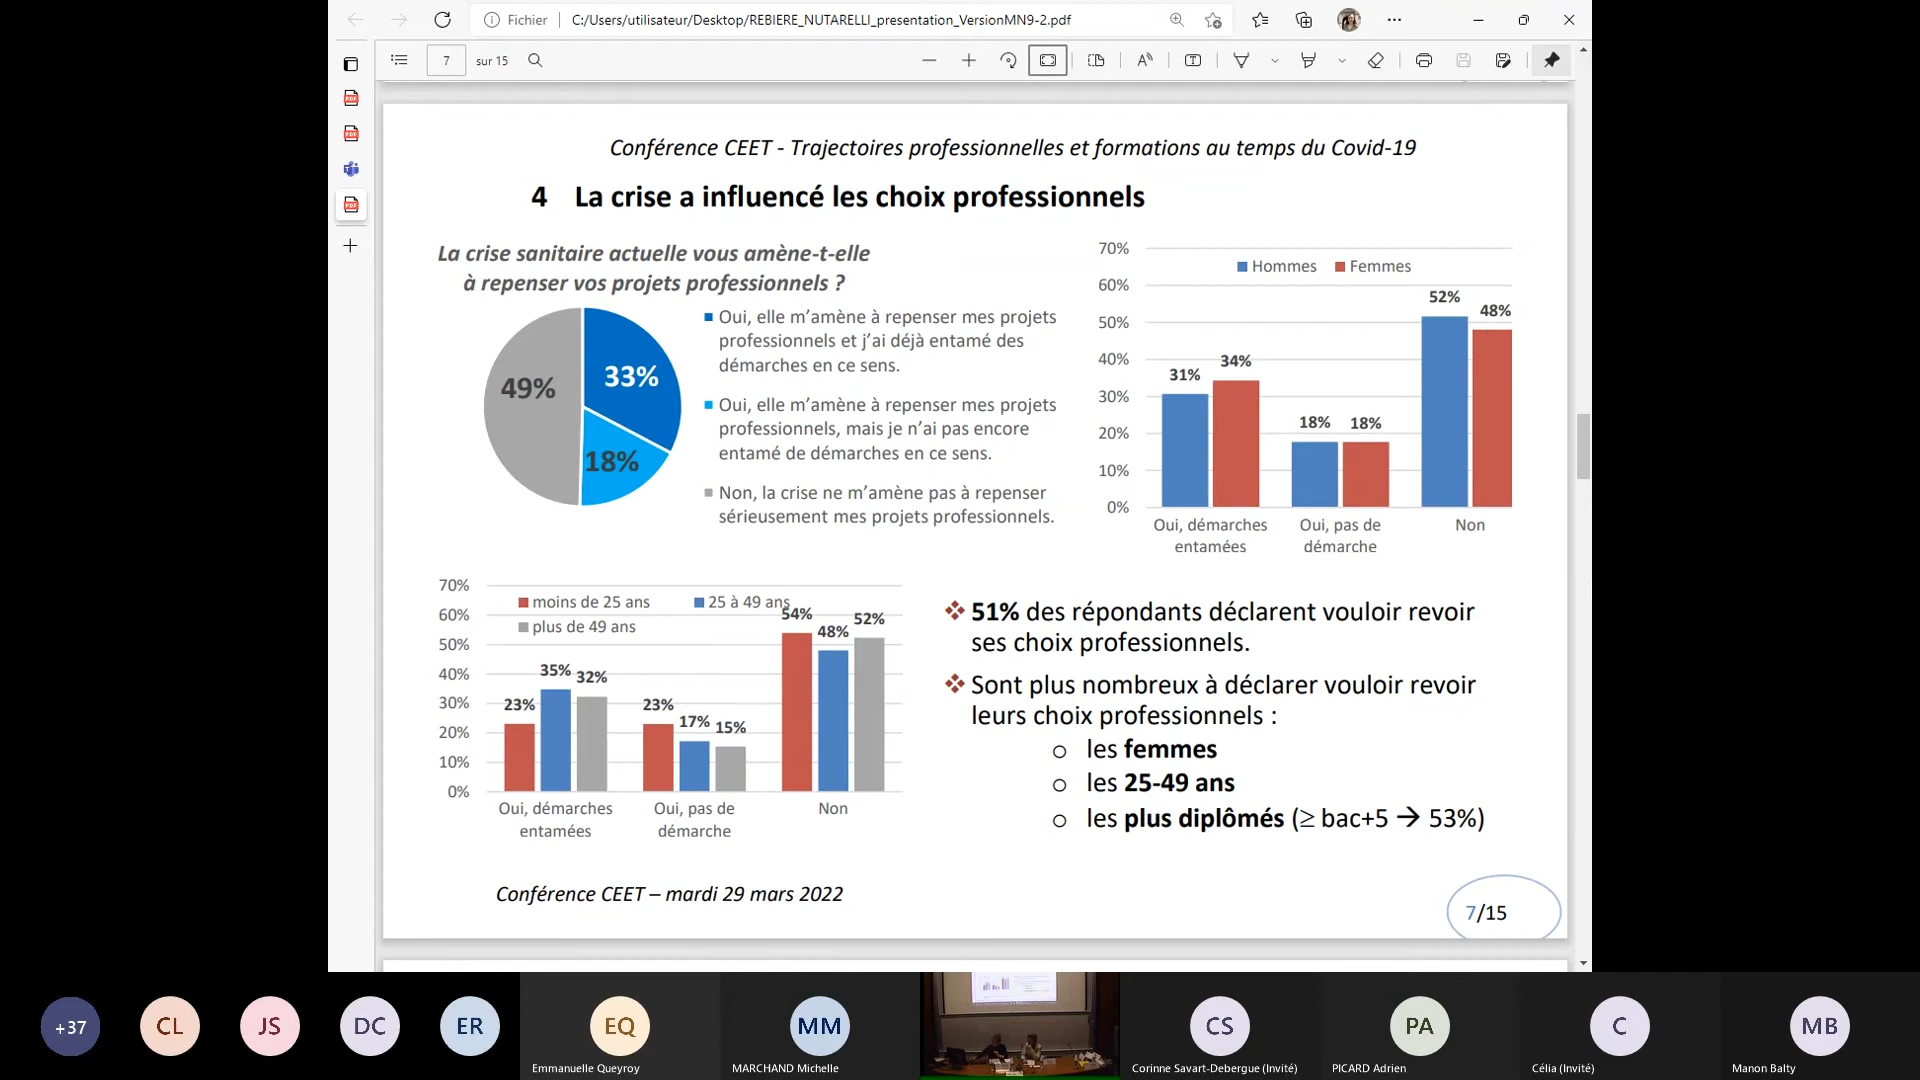 Fichier
C:/Users/utilisateur/Desktop/REBIERE_NUTARELLI_presentation_VersionMN9-2.pdf
7 sur 15
Conférence CEET - Trajectoires professionnelles et formations au temps du Covid-19
4 La crise a influencé les choix professionnels
La crise sanitaire actuelle vous amène-t-elle
à repenser vos projets professionnels ?
49%
33%
18%
Oui, elle m’amène à repenser mes projets
professionnels et j’ai déjà entamé des
démarches en ce sens.
Oui, elle m’amène à repenser mes projets
professionnels, mais je n’ai pas encore
entamé de démarches en ce sens.
Non, la crise ne m’amène pas à repenser
sérieusement mes projets professionnels.
70%
60%
50%
40%
30%
20%
10%
0%
Hommes Femmes
31% 34%
18% 18%
52% 48%
Oui, démarches
entamées
Oui, pas de
démarche
Non
70%
60%
50%
40%
30%
20%
10%
0%
moins de 25 ans 25 à 49 ans
plus de 49 ans
23% 35% 32%
23% 17% 15%
54% 48% 52%
Oui, démarches
entamées
Oui, pas de
démarche
Non
51% des répondants déclarent vouloir revoir
ses choix professionnels.
Sont plus nombreux à déclarer vouloir revoir
leurs choix professionnels :
o les femmes
o les 25-49 ans
o les plus diplômés (≥ bac+5 → 53%)
Conférence CEET – mardi 29 mars 2022
7/15
+37
CL
JS
DC
ER
EQ
Emmanuelle Queyroy
MM
MARCHAND Michelle
CS
Corinne Savart-Debergue (Invité)
PA
PICARD Adrien
C
Célia (Invité)
MB
Manon Balty